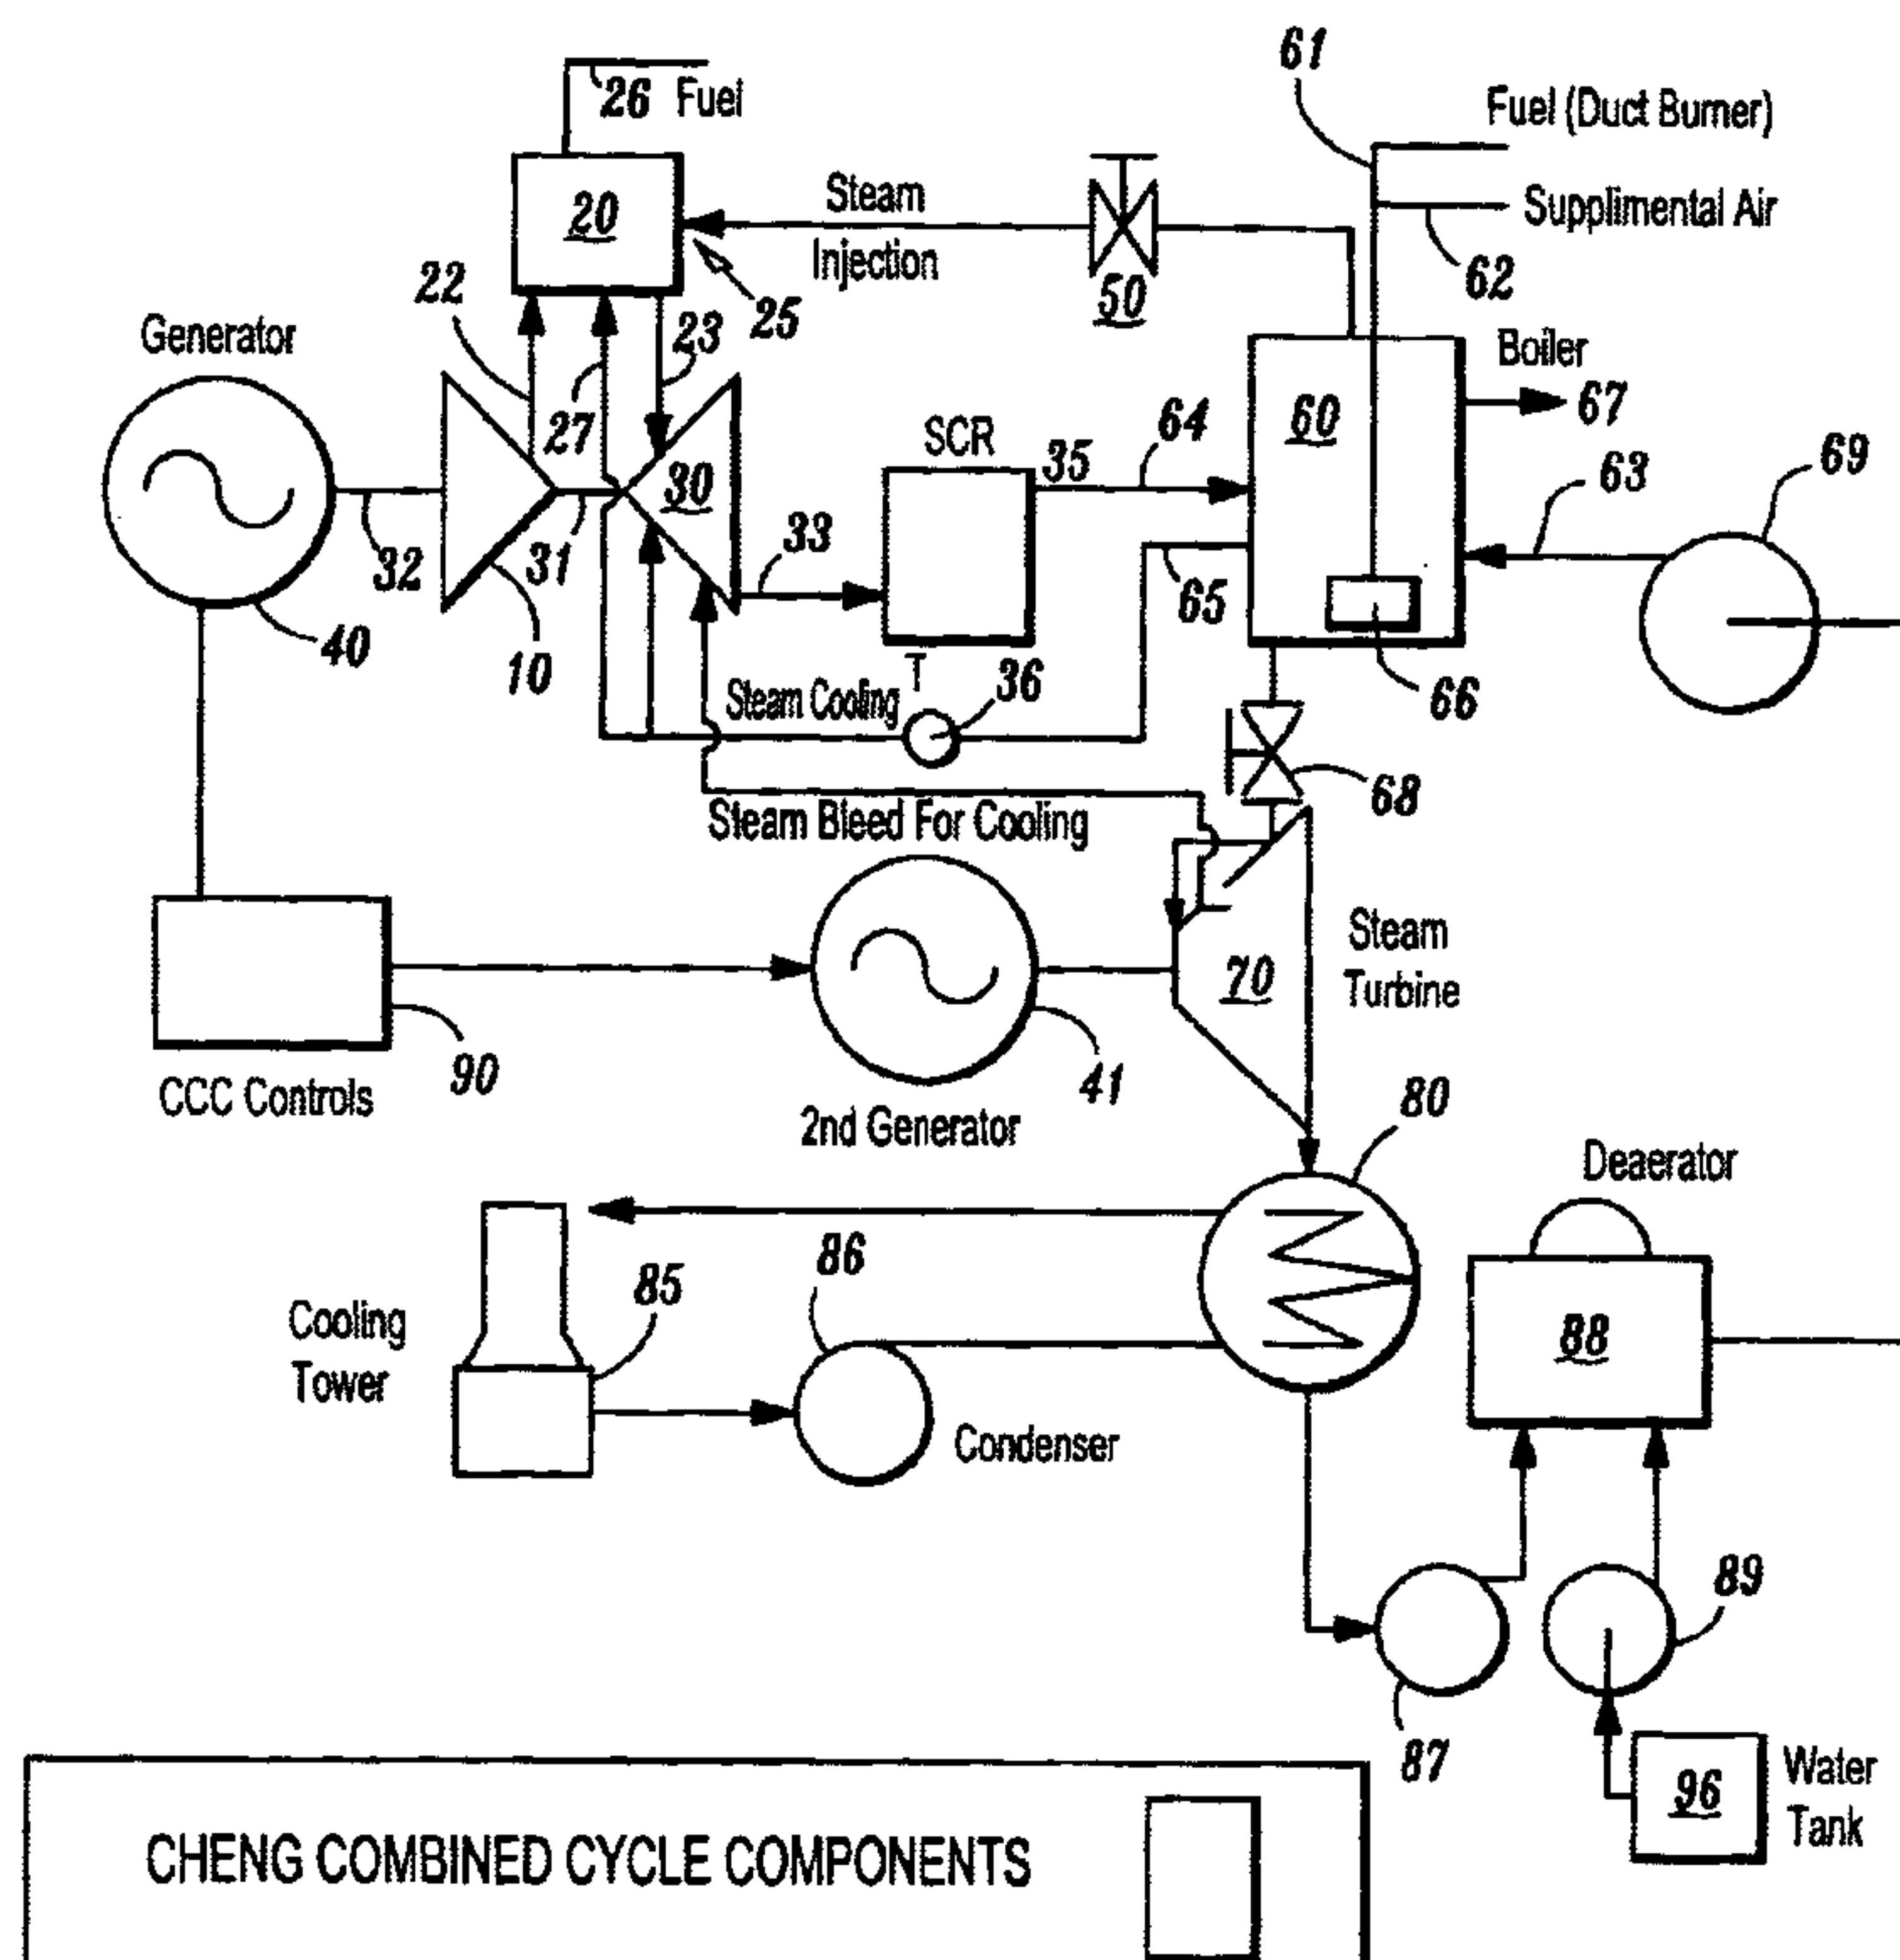 61
26 Fuel
Fuel (Duct Burner)
20
Steam
Injection
Supplimental Air
62
22
50
25
23
Generator
Boiler
67
27
60
64
SCR
35
30
69
63
33
31
32
65
40
10
T
36
66
Steam Cooling
68
Steam Bleed For Cooling
Steam
Turbine
70
90
41
CCC Controls
2nd Generator
80
Deaerator
86
85
Cooling
Tower
88
Condenser
89
87
96
Water
Tank
CHENG COMBINED CYCLE COMPONENTS